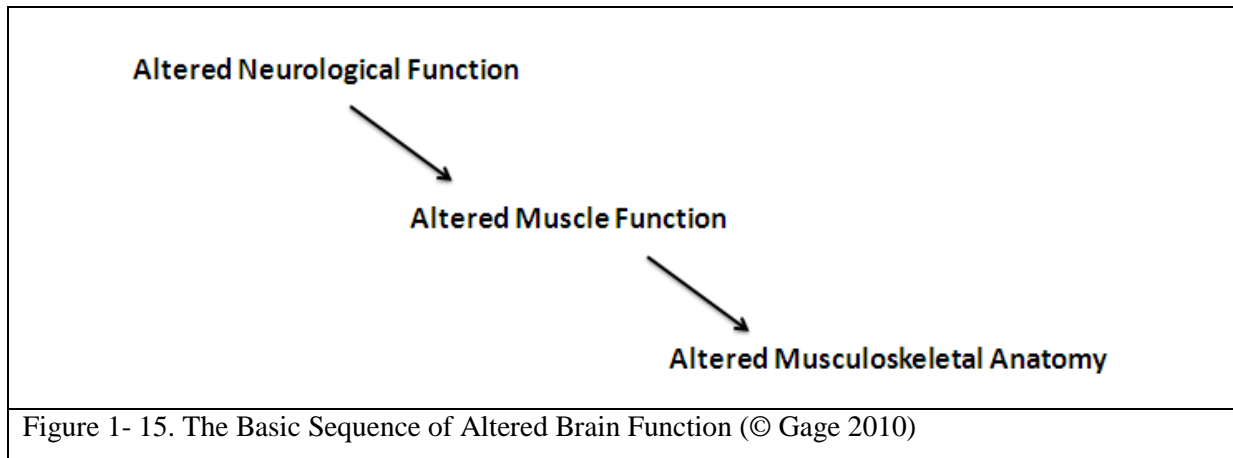 Altered Neurological Function
Altered Muscle Function
Altered Musculoskeletal Anatomy
Figure 1- 15. The Basic Sequence of Altered Brain Function (© Gage 2010)